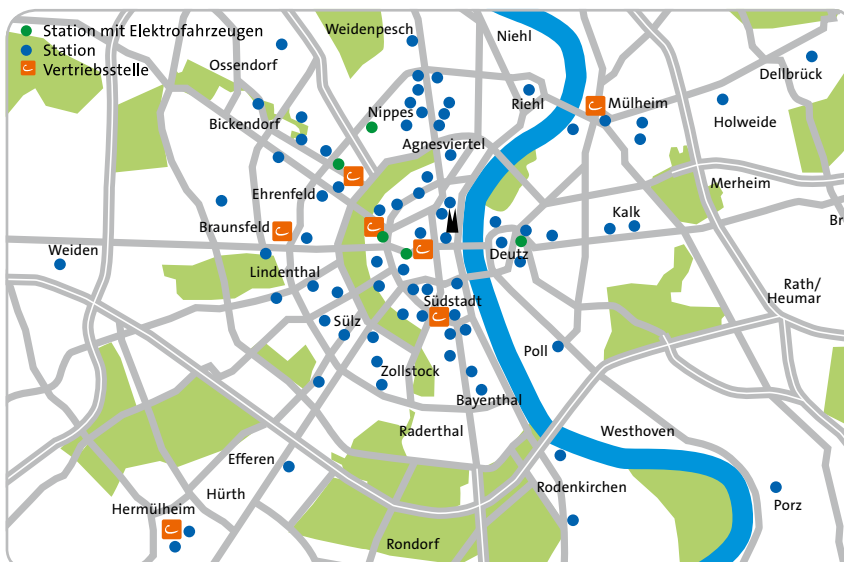 Station mit Elektrofahrzeugen
Station
Vertriebsstelle
Weidenpesch
Niehl
Ossendorf
Dellbrück
Nippes
Riehl
Mülheim
Bickendorf
Holweide
Agnesviertel
Merheim
Ehrenfeld
Kalk
Braunsfeld
Br
Weiden
Deutz
Lindenthal
Rath/
Heumar
Südstadt
Sülz
Poll
Zollstock
Bayenthal
Raderthal
Westhoven
Efferen
Rodenkirchen
Hürth
Hermülheim
Porz
Rondorf